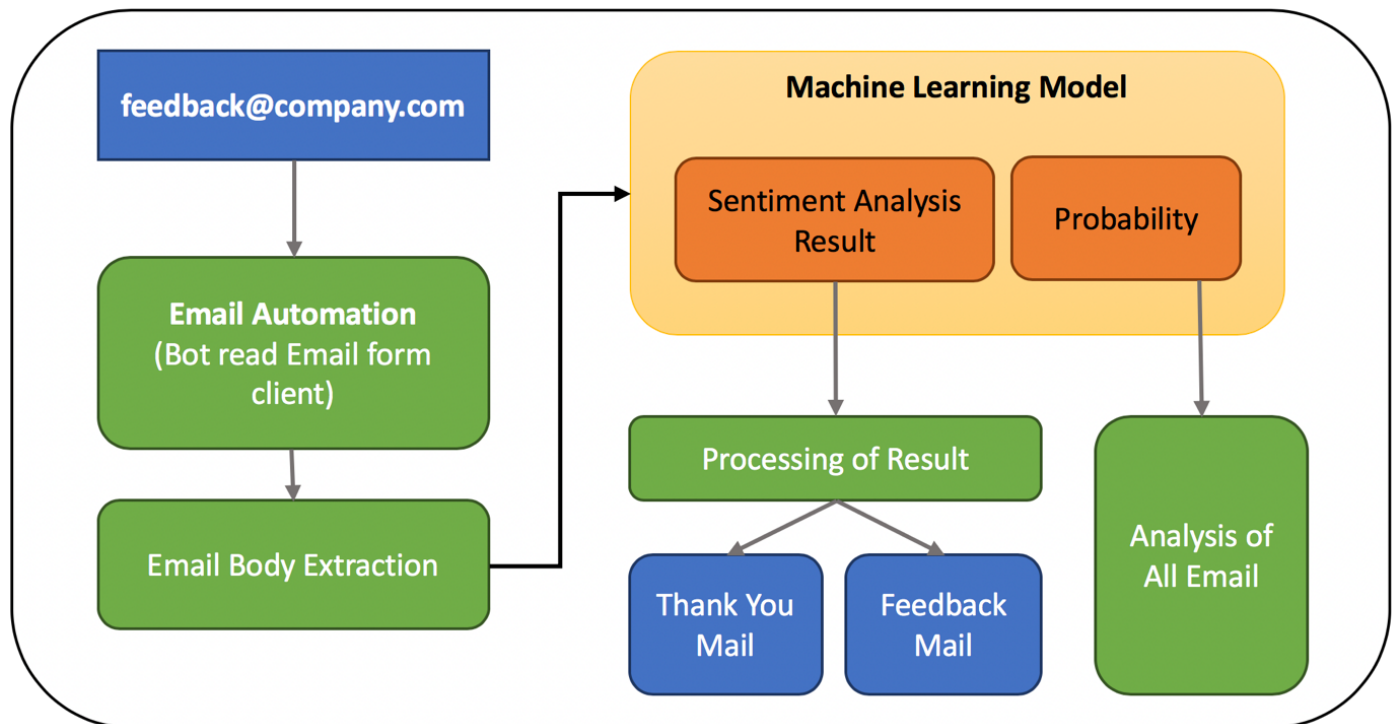 feedback@company.com
Email Automation
(Bot read Email form
client)
Email Body Extraction
Machine Learning Model
Sentiment Analysis
Result
Probability
Processing of Result
Thank You
Mail
Feedback
Mail
Analysis of
All Email